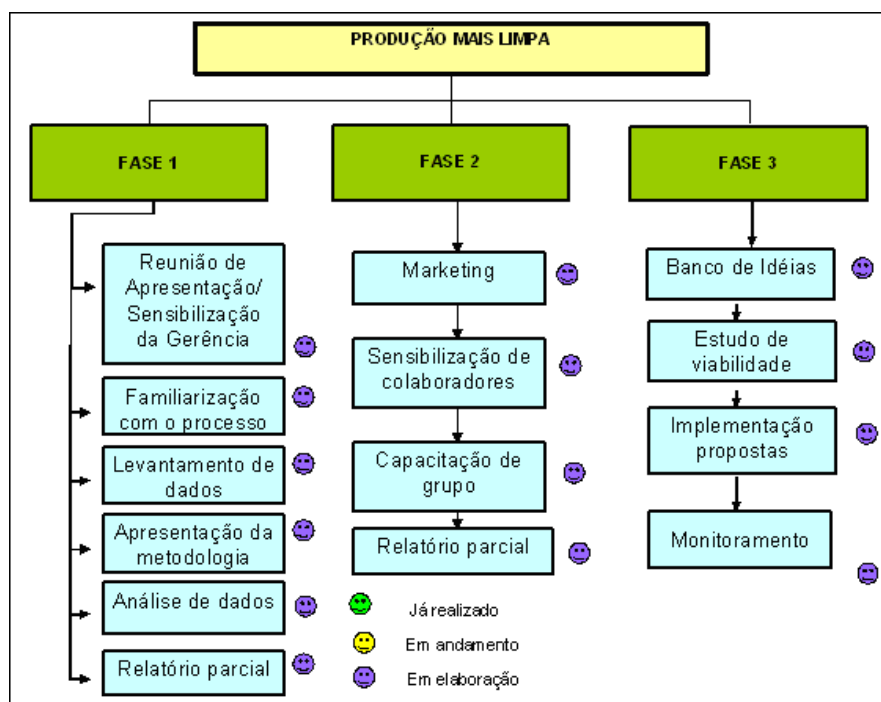 PRODUÇÃO MAIS LIMPA
FASE 1
FASE 2
FASE 3
Reunião de
Apresentação/
Sensibilização
da Gerência
Familiarização
com o processo
Levantamento de
dados
Apresentação da
metodologia
Análise de dados
Relatório parcial
Marketing
Sensibilização de
colaboradores
Capacitação de
grupo
Relatório parcial
Banco de Idéias
Estudo de
viabilidade
Implementação
propostas
Monitoramento
Já realizado
Em andamento
Em elaboração